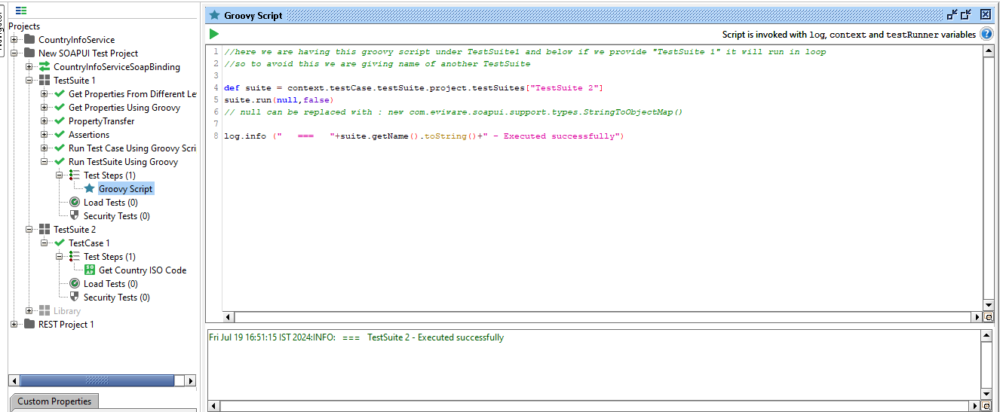 Navigator
Projects
CountryInfoService
New SOAPUI Test Project
CountryInfoServiceSoapBinding
TestSuite 1
Get Properties From Different Le
Get Properties Using Groovy
PropertyTransfer
Assertions
Run Test Case Using Groovy Scri
Run TestSuite Using Groovy
Test Steps (1)
Groovy Script
Load Tests (0)
Security Tests (0)
TestSuite 2
TestCase 1
Test Steps (1)
SO
AP
Get Country ISO Code
Load Tests (0)
Security Tests (0)
Library
REST Project 1
Custom Properties
Groovy Script
Script is invoked with log, context and testRunner variables
?
1 //here we are having this groovy script under TestSuite1 and below if we provide "TestSuite 1" it will run in loop
2 //so to avoid this we are giving name of another TestSuite
3
4 def suite = context.testCase.testSuite.project.testSuites["TestSuite 2"]
5 suite.run(null,false)
6 // null can be replaced with : new com.eviware.soapui.support.types.StringToObjectMap()
7
8 log.info ("   ===   "+suite.getName().toString()+" - Executed successfully")
Fri Jul 19 16:51:15 IST 2024:INFO:   ===   TestSuite 2 - Executed successfully